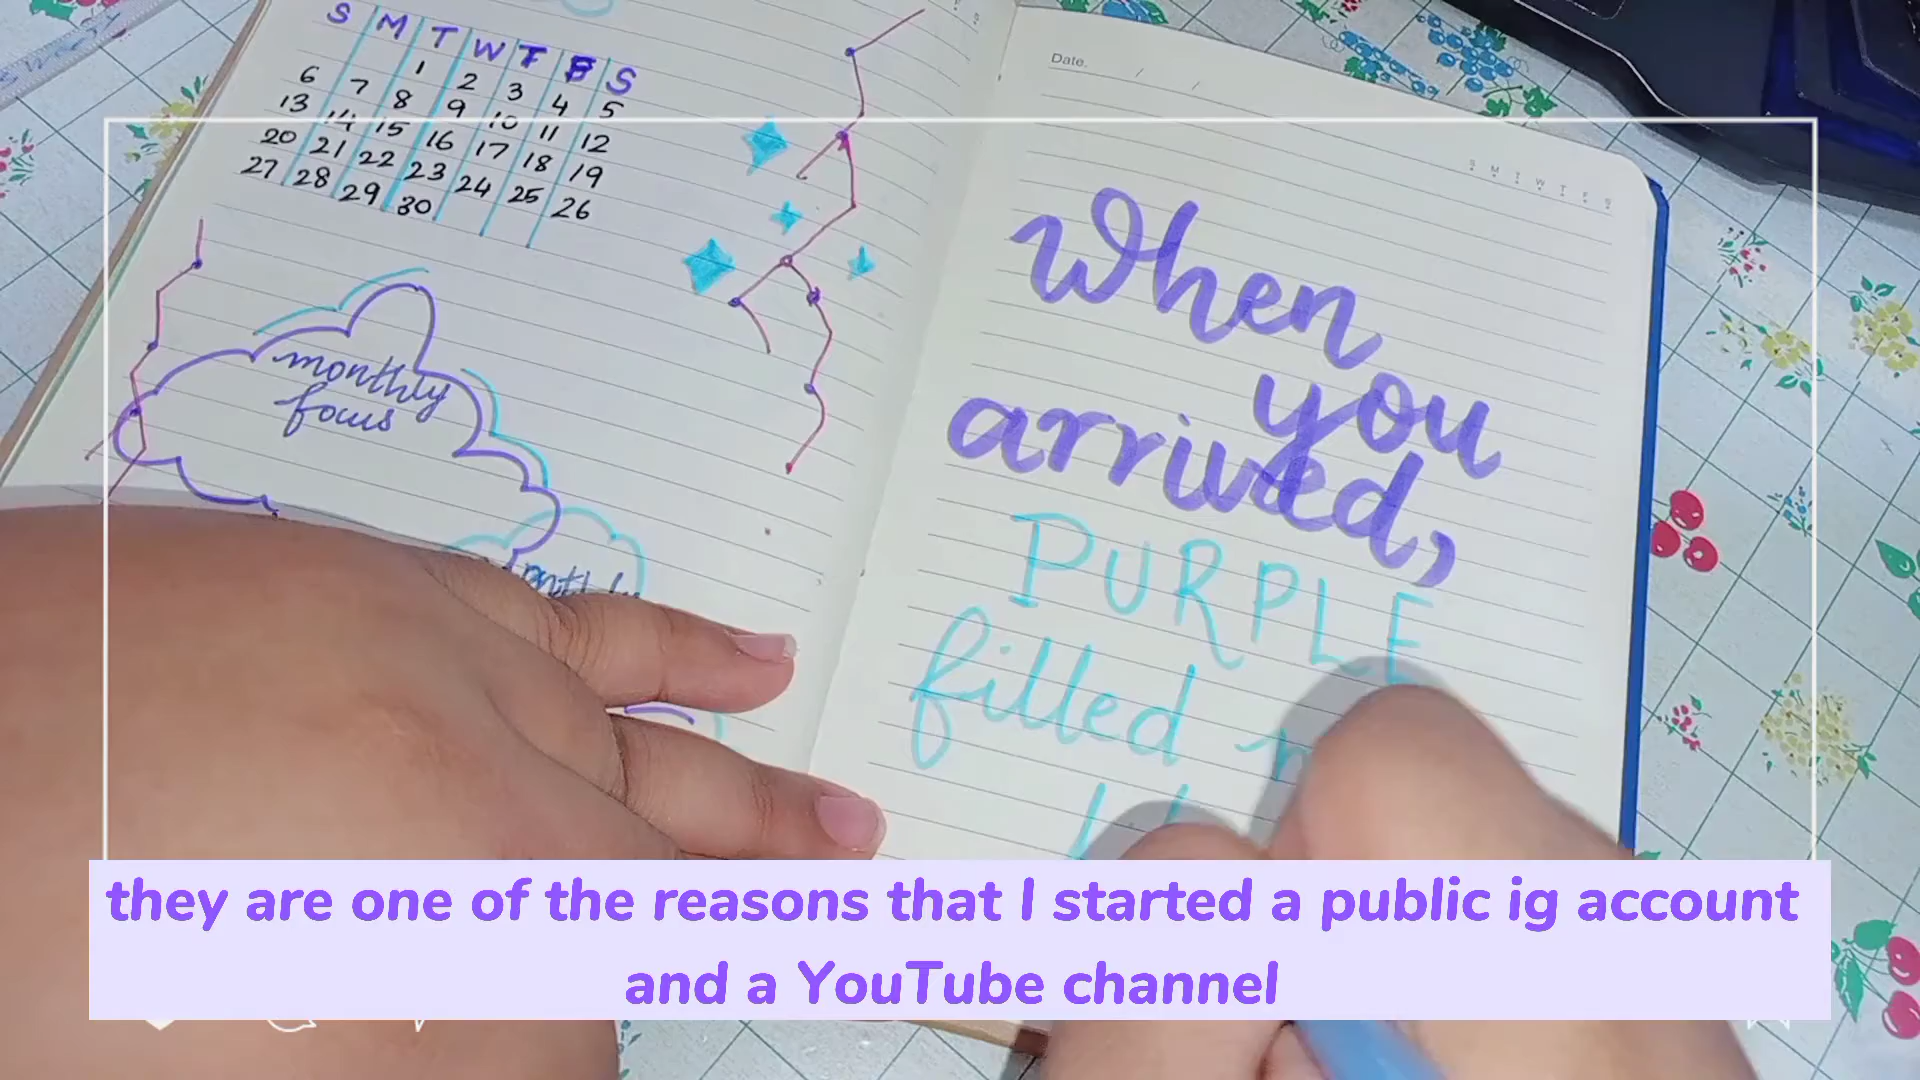 S M T W T F S
1 2 3 4 5
6 7 8 9 10 11 12
13 14 15 16 17 18 19
20 21 22 23 24 25 26
27 28 29 30
monthly
focus
Date.
S M T W T F S
When
you
arrived,
PURPLE
filled
they are one of the reasons that I started a public ig account
and a YouTube channel